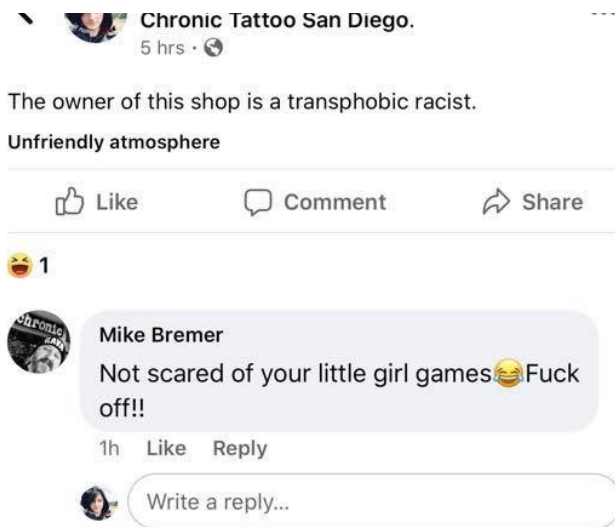 Chronic Tattoo San Diego.
5 hrs ·
The owner of this shop is a transphobic racist.
Unfriendly atmosphere
Like Comment Share
😆 1
chronic
Mike Bremer
Not scared of your little girl games😂Fuck
off!!
1h Like Reply
Write a reply...